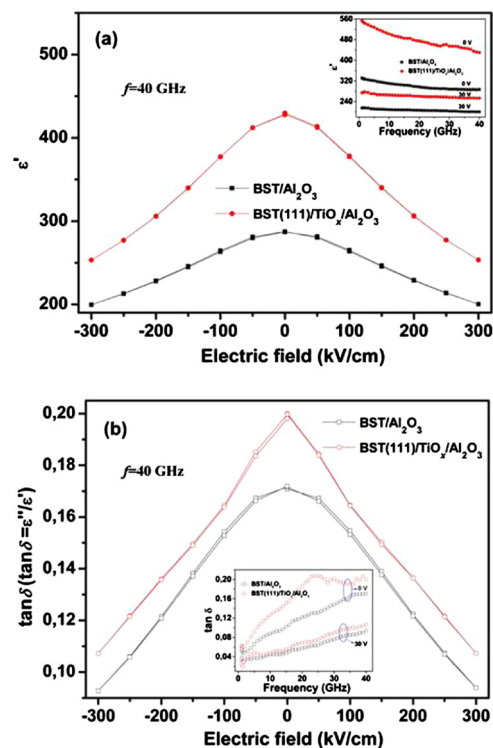 (a)
f=40 GHz
BST/Al₂O₃
BST(111)/TiOₓ/Al₂O₃
ε'
500
400
300
200
-300 -200 -100 0 100 200 300
Electric field (kV/cm)
560
480
400
320
240
ε'
0 V
BST/Al₂O₃
BST(111)/TiOₓ/Al₂O₃
0 V
30 V
30 V
0 10 20 30 40
Frequency (GHz)
(b)
f=40 GHz
BST/Al₂O₃
BST(111)/TiOₓ/Al₂O₃
tanδ(tanδ=ε''/ε')
0,20
0,18
0,16
0,14
0,12
0,10
-300 -200 -100 0 100 200 300
Electric field (kV/cm)
BST/Al₂O₃
BST(111)/TiOₓ/Al₂O₃
tan δ
0,20
0,16
0,12
0,08
0,04
0 V
30 V
0 10 20 30 40
Frequency (GHz)